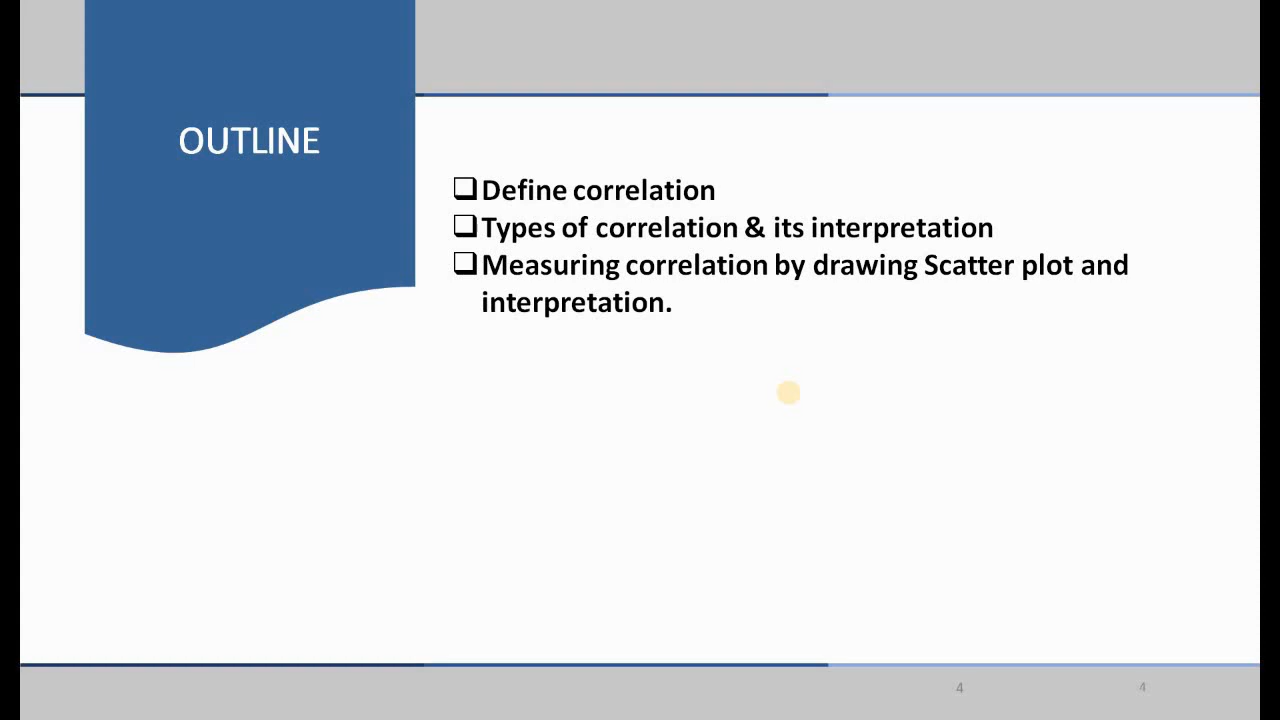 OUTLINE
Define correlation
Types of correlation & its interpretation
Measuring correlation by drawing Scatter plot and
interpretation.
4
4